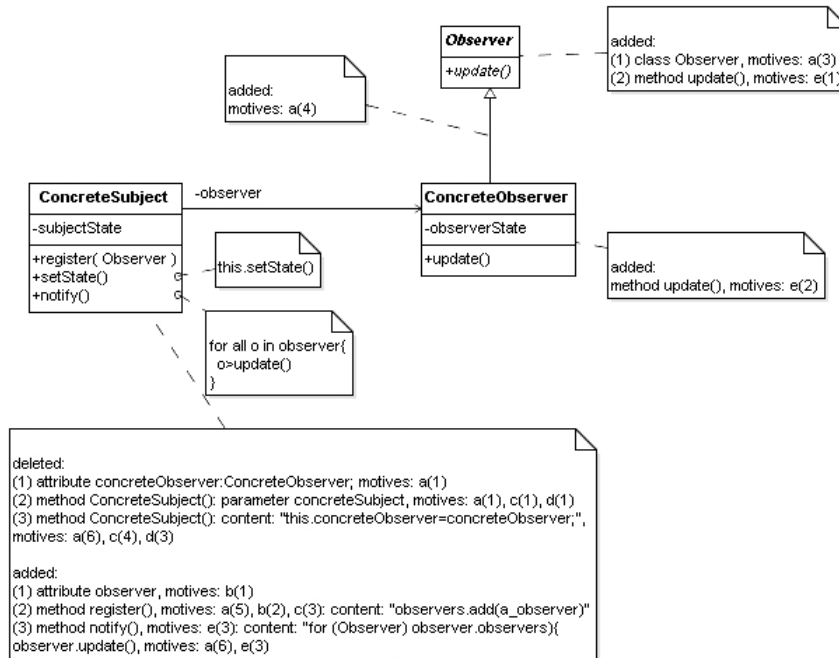 Observer
+update()
added:
(1) class Observer, motives: a(3)
(2) method update(), motives: e(1)
added:
motives: a(4)
ConcreteSubject
-subjectState
+register( Observer )
+setState()
+notify()
-observer
ConcreteObserver
-observerState
+update()
this.setState()
added:
method update(), motives: e(2)
for all o in observer{
o>update()
}
deleted:
(1) attribute concreteObserver:ConcreteObserver; motives: a(1)
(2) method ConcreteSubject(): parameter concreteSubject, motives: a(1), c(1), d(1)
(3) method ConcreteSubject(): content: "this.concreteObserver=concreteObserver;",
motives: a(6), c(4), d(3)
added:
(1) attribute observer, motives: b(1)
(2) method register(), motives: a(5), b(2), c(3): content: "observers.add(a_observer)"
(3) method notify(), motives: e(3): content: "for (Observer) observer.observers){
observer.update(), motives: a(6), e(3)